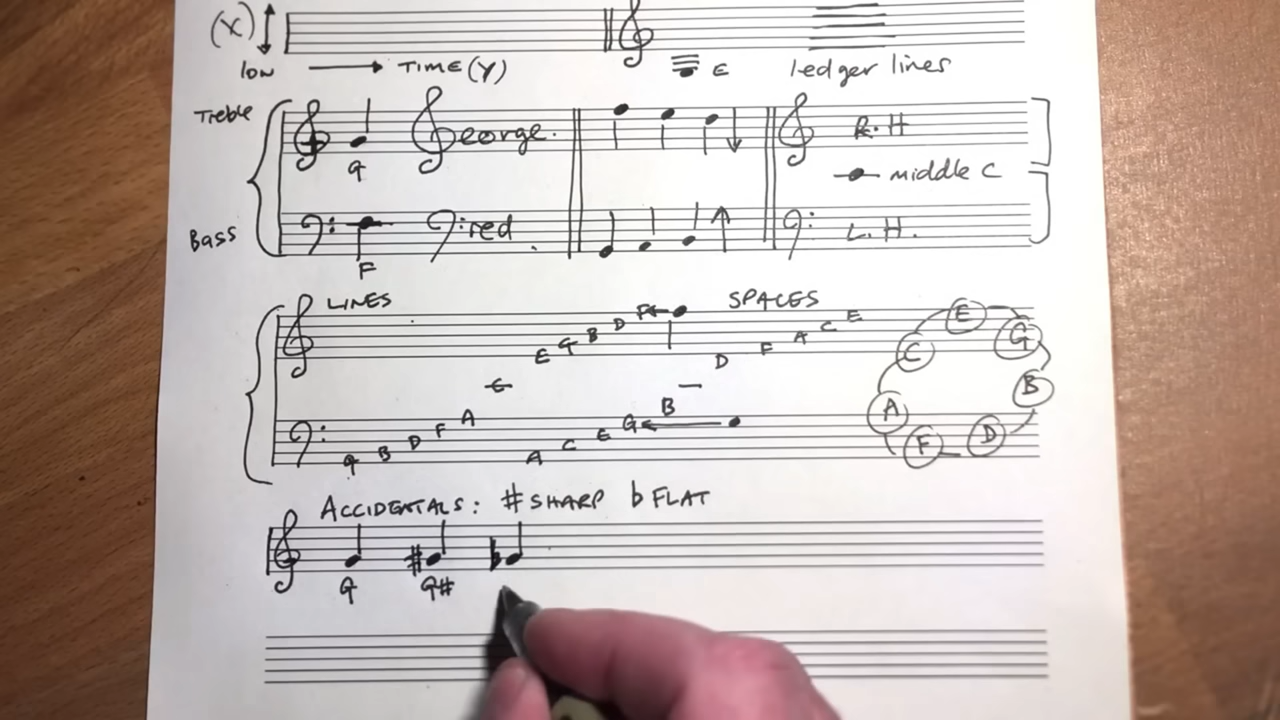 (X)
low TIME (Y) E ledger lines
Treble eorge. R.H
G middle C
Bass red L.H.
F
LINES F SPACES
E G B D D F A C E
C E G B D F A
G B D F A A C E G B
ACCIDENTALS: # SHARP b FLAT
# b
G G#